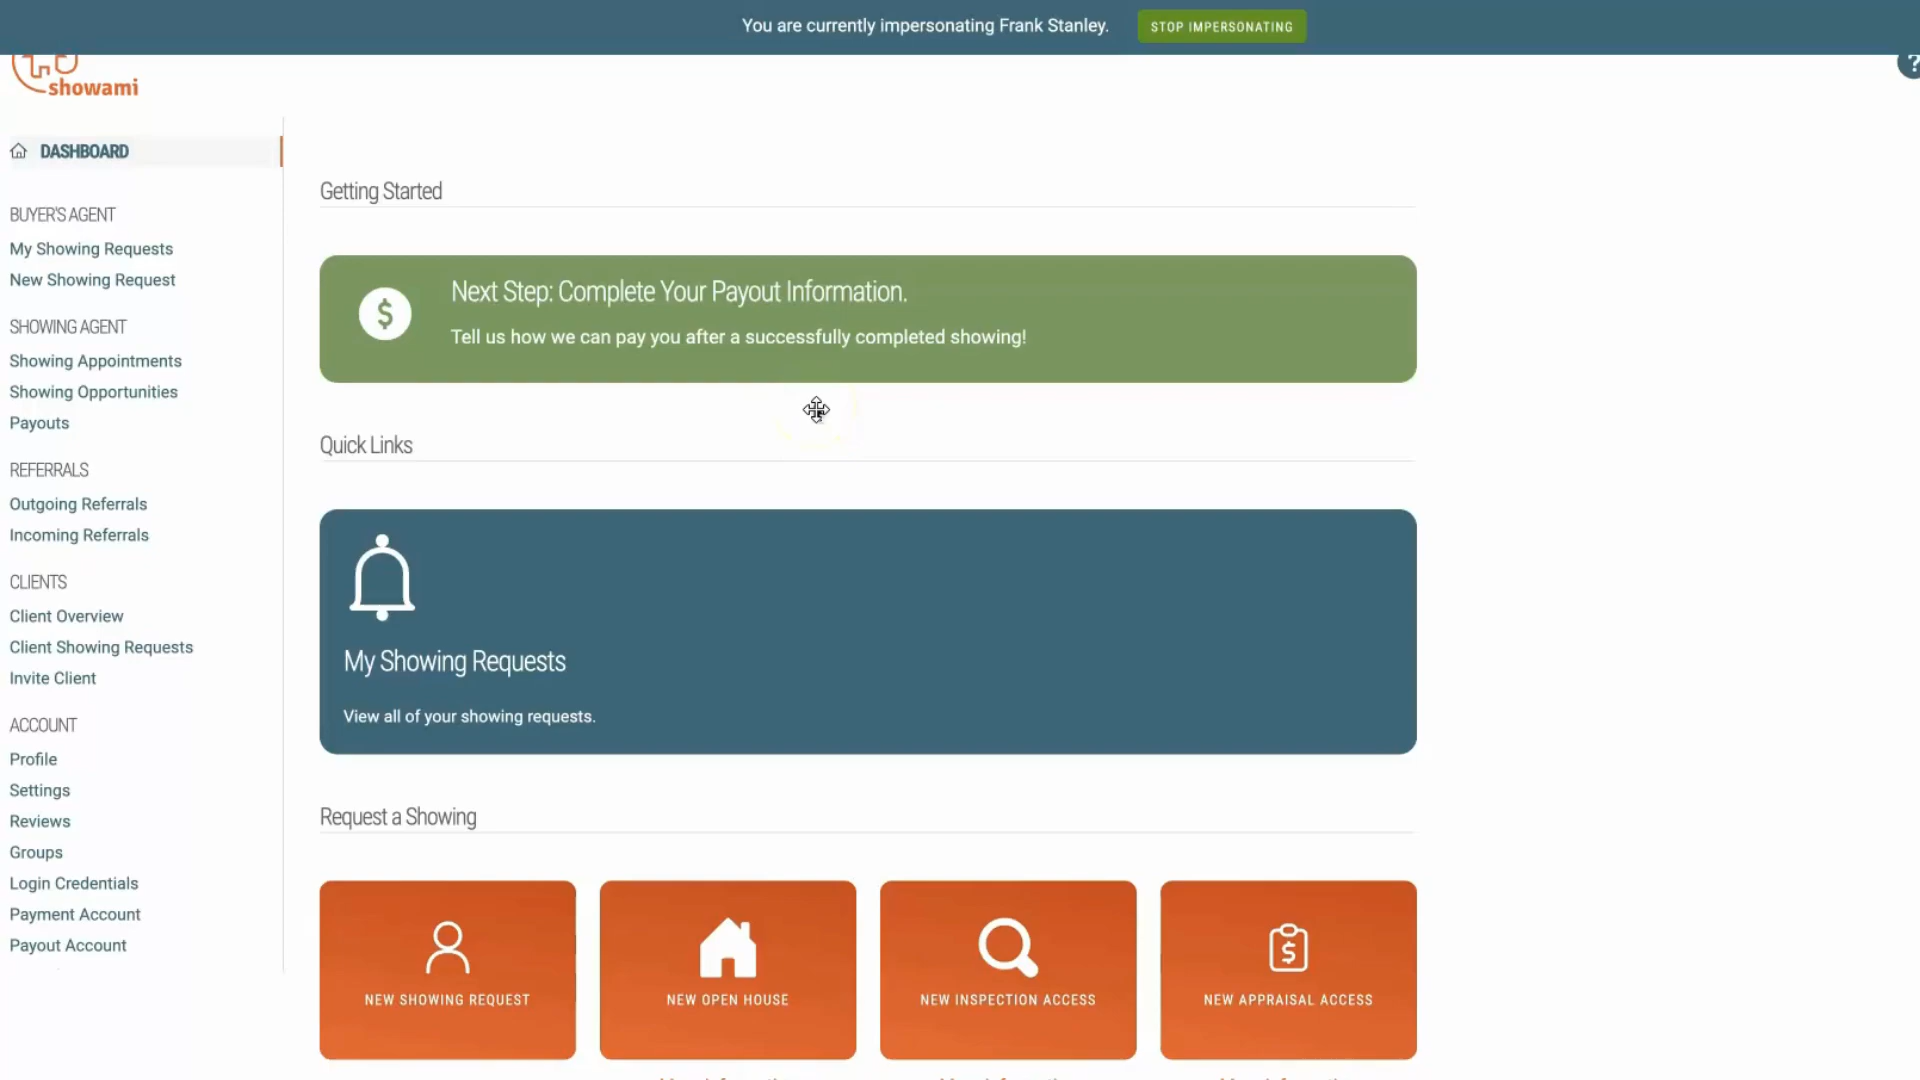 You are currently impersonating Frank Stanley.
STOP IMPERSONATING
showami
?
DASHBOARD
BUYER'S AGENT
My Showing Requests
New Showing Request
SHOWING AGENT
Showing Appointments
Showing Opportunities
Payouts
REFERRALS
Outgoing Referrals
Incoming Referrals
CLIENTS
Client Overview
Client Showing Requests
Invite Client
ACCOUNT
Profile
Settings
Reviews
Groups
Login Credentials
Payment Account
Payout Account
Getting Started
$
Next Step: Complete Your Payout Information.
Tell us how we can pay you after a successfully completed showing!
Quick Links
My Showing Requests
View all of your showing requests.
Request a Showing
NEW SHOWING REQUEST
NEW OPEN HOUSE
NEW INSPECTION ACCESS
$
NEW APPRAISAL ACCESS